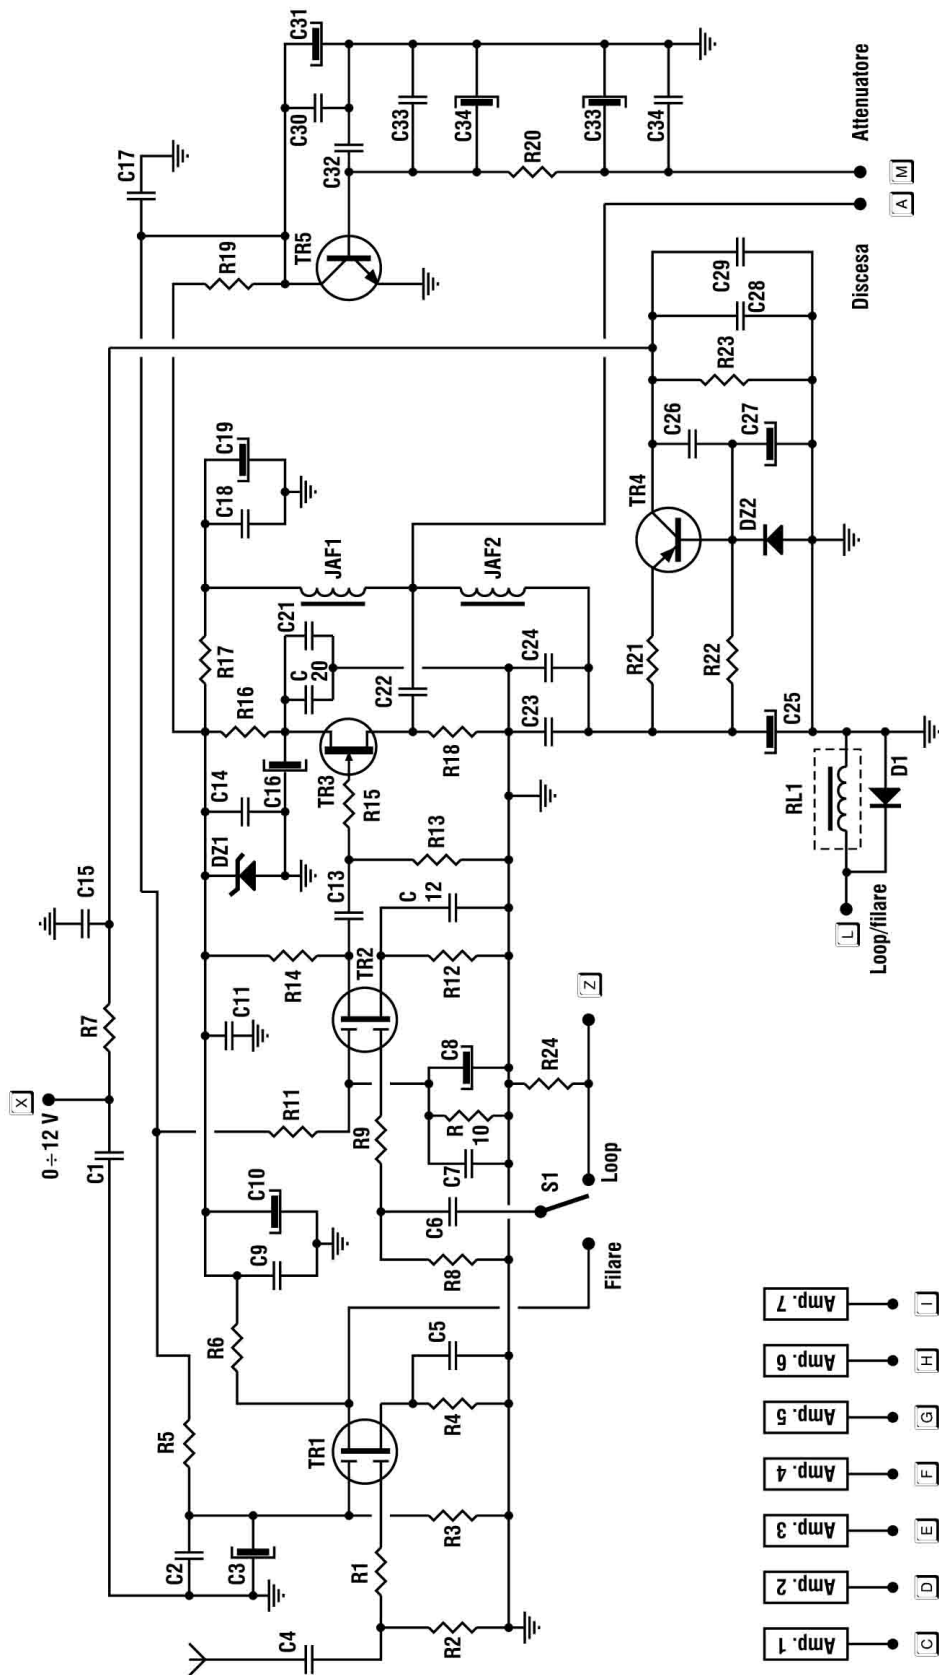 C31
C30
C17
C32
C33
C34
R20
C33
C34
Attenuatore
M
A
Discesa
R19
TR5
C29
C28
R23
C26
C27
TR4
DZ2
C19
C18
JAF1
JAF2
R17
C21
C
20
R16
C22
C24
C23
R18
R21
R22
C25
C14
C16
TR3
R15
DZ1
C13
R13
C
12
RL1
D1
L
Loop/filare
C15
R7
R14
TR2
R12
C11
Z
X
0÷12 V
C1
R11
R9
C8
R
10
C7
R24
S1
Loop
C10
C9
C6
R8
Filare
R6
C5
R5
TR1
R4
C2
C3
R3
R1
C4
R2
Amp. 7
I
Amp. 6
H
Amp. 5
G
Amp. 4
F
Amp. 3
E
Amp. 2
D
Amp. 1
C